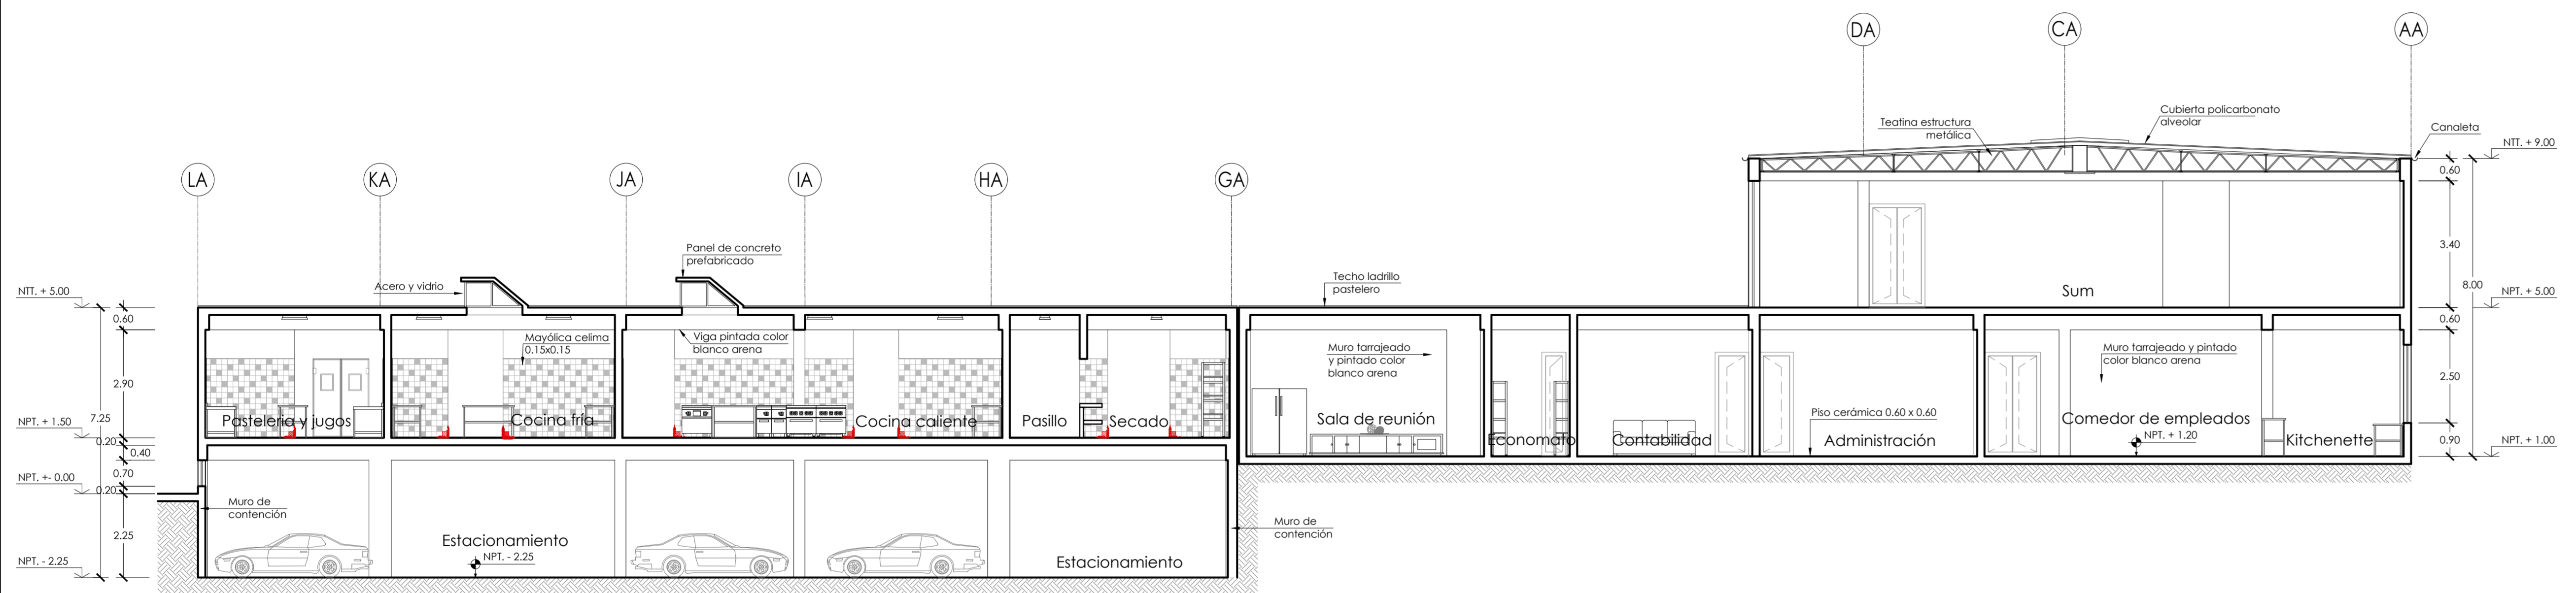 DA
CA
AA
Teatina estructura
metálica
Cubierta policarbonato
alveolar
Canaleta
NTT. + 9.00
0.60
LA
KA
JA
IA
HA
GA
3.40
Panel de concreto
prefabricado
Acero y vidrio
Techo ladrillo
pastelero
Sum
8.00
NTT. + 5.00
NPT. + 5.00
0.60
0.60
Mayólica celima
0.15x0.15
Viga pintada color
blanco arena
Muro tarrajeado
y pintado color
blanco arena
Muro tarrajeado y pintado
color blanco arena
2.90
2.50
7.25
NPT. + 1.50
Pastelería y jugos
Cocina fría
Cocina caliente
Pasillo
Secado
Sala de reunión
Economato
Contabilidad
Piso cerámica 0.60 x 0.60
Administración
Comedor de empleados
NPT. + 1.20
Kitchenette
0.90
NPT. + 1.00
0.20
0.40
0.70
NPT. +- 0.00
0.20
Muro de
contención
2.25
Muro de
contención
Estacionamiento
NPT. - 2.25
Estacionamiento
NPT. - 2.25